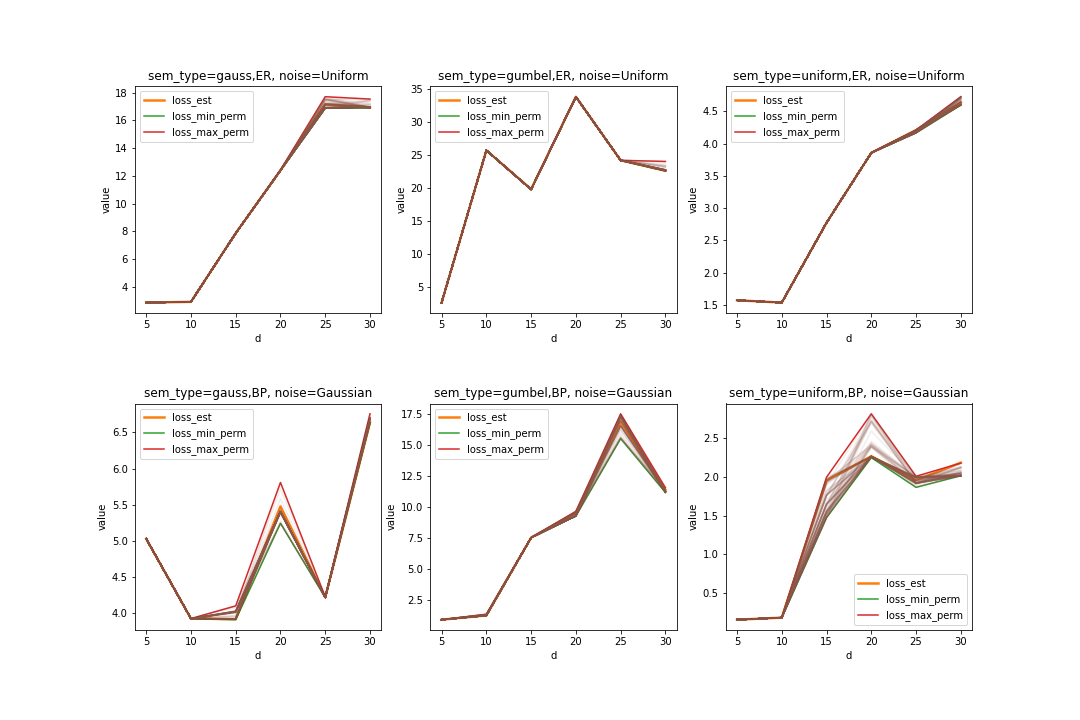 sem_type=gauss,ER, noise=Uniform
18
16
14
12
10
8
6
4
value
loss_est
loss_min_perm
loss_max_perm
5 10 15 20 25 30
d
sem_type=gumbel,ER, noise=Uniform
35
30
25
20
15
10
5
value
loss_est
loss_min_perm
loss_max_perm
5 10 15 20 25 30
d
sem_type=uniform,ER, noise=Uniform
4.5
4.0
3.5
3.0
2.5
2.0
1.5
value
loss_est
loss_min_perm
loss_max_perm
5 10 15 20 25 30
d
sem_type=gauss,BP, noise=Gaussian
6.5
6.0
5.5
5.0
4.5
4.0
value
loss_est
loss_min_perm
loss_max_perm
5 10 15 20 25 30
d
sem_type=gumbel,BP, noise=Gaussian
17.5
15.0
12.5
10.0
7.5
5.0
2.5
value
loss_est
loss_min_perm
loss_max_perm
5 10 15 20 25 30
d
sem_type=uniform,BP, noise=Gaussian
2.5
2.0
1.5
1.0
0.5
value
loss_est
loss_min_perm
loss_max_perm
5 10 15 20 25 30
d